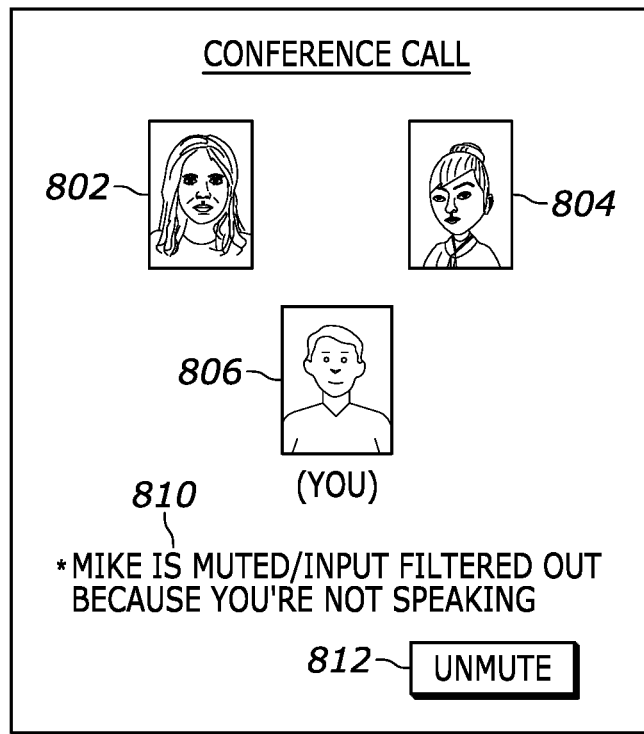 CONFERENCE CALL
802
804
806
(YOU)
810
*MIKE IS MUTED/INPUT FILTERED OUT
BECAUSE YOU'RE NOT SPEAKING
812
UNMUTE